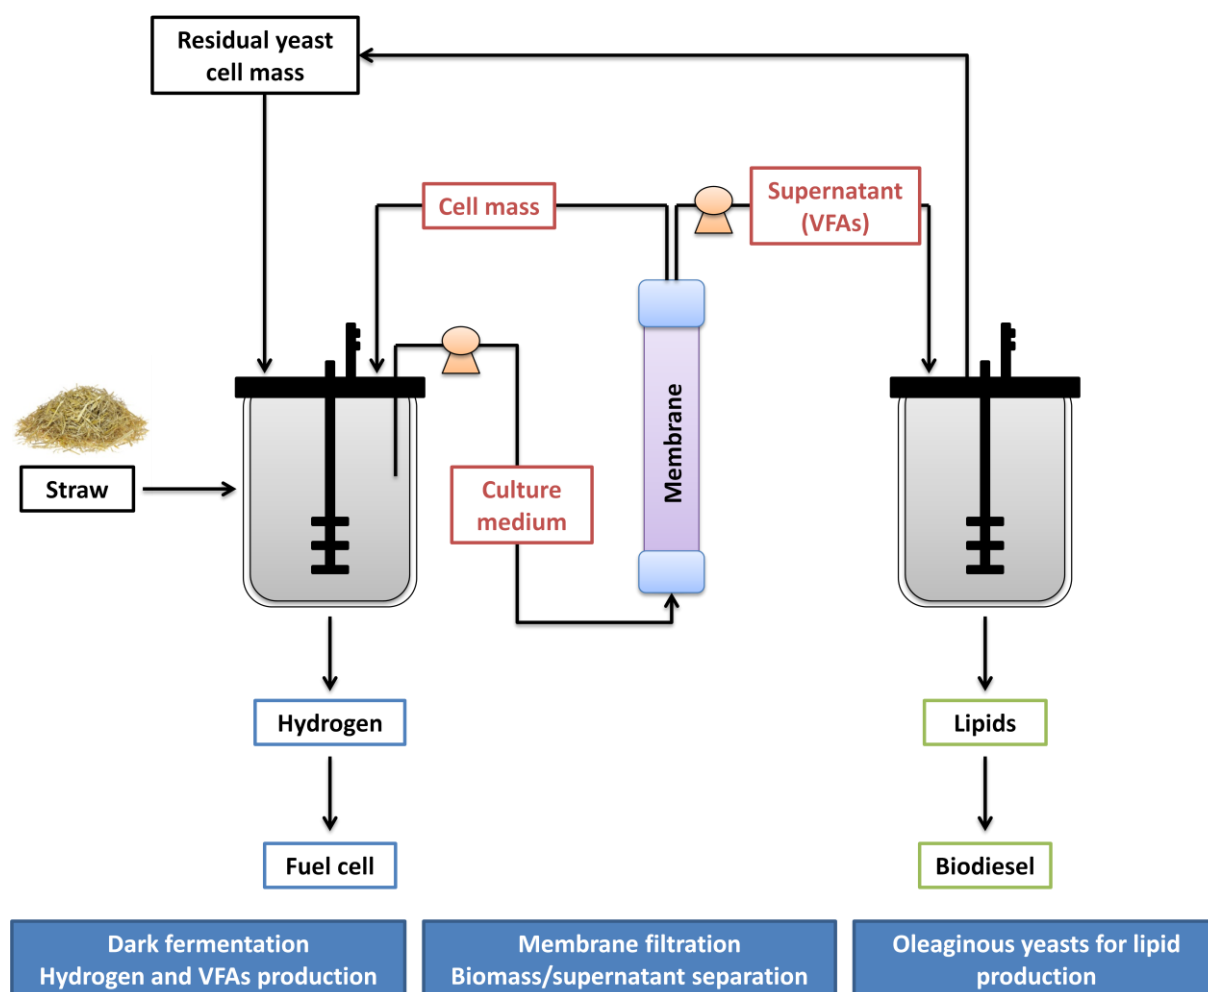 Residual yeast
cell mass
Cell mass
Supernatant
(VFAs)
Membrane
Straw
Culture
medium
Hydrogen
Lipids
Fuel cell
Biodiesel
Dark fermentation
Hydrogen and VFAs production
Membrane filtration
Biomass/supernatant separation
Oleaginous yeasts for lipid
production